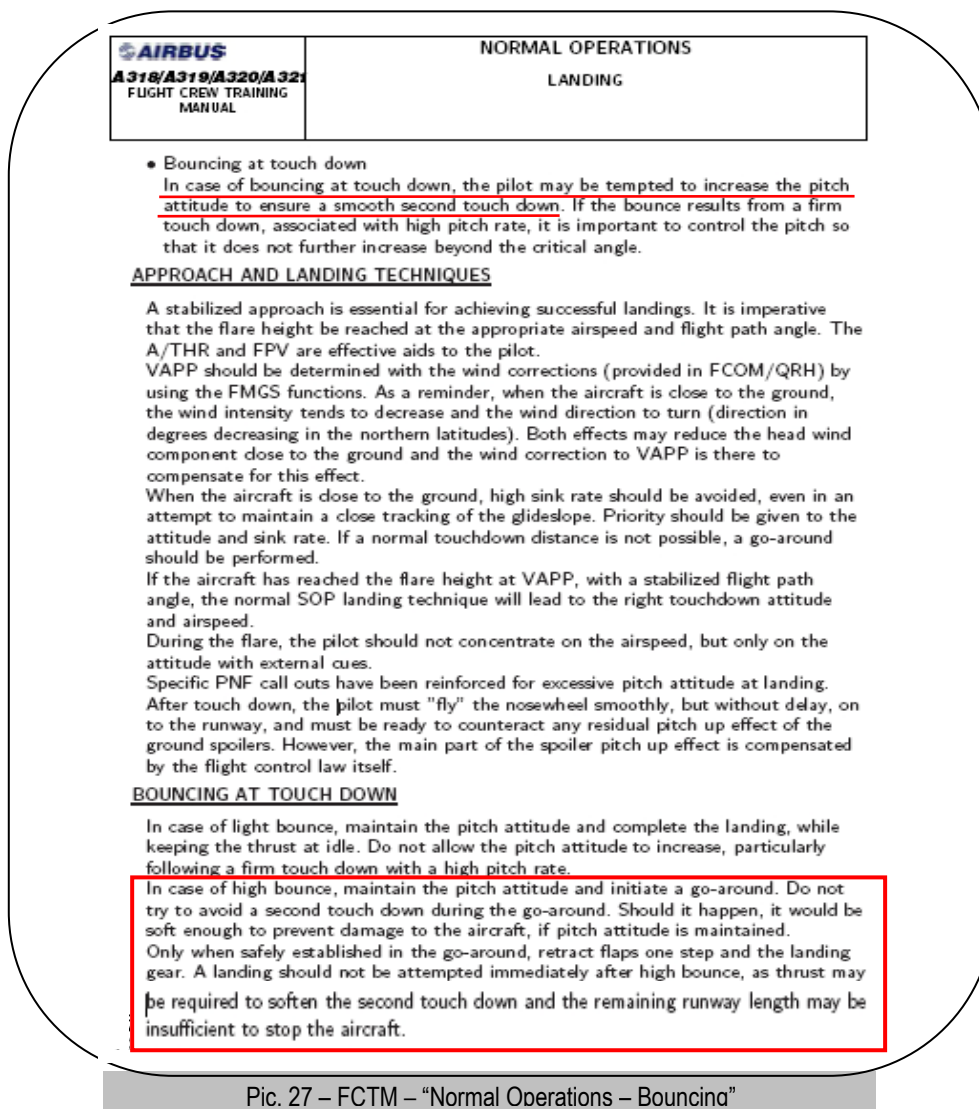 AIRBUS
A318/A319/A320/A321
FLIGHT CREW TRAINING
MANUAL
NORMAL OPERATIONS
LANDING
• Bouncing at touch down
In case of bouncing at touch down, the pilot may be tempted to increase the pitch
attitude to ensure a smooth second touch down. If the bounce results from a firm
touch down, associated with high pitch rate, it is important to control the pitch so
that it does not further increase beyond the critical angle.
APPROACH AND LANDING TECHNIQUES
A stabilized approach is essential for achieving successful landings. It is imperative
that the flare height be reached at the appropriate airspeed and flight path angle. The
A/THR and FPV are effective aids to the pilot.
VAPP should be determined with the wind corrections (provided in FCOM/QRH) by
using the FMGS functions. As a reminder, when the aircraft is close to the ground,
the wind intensity tends to decrease and the wind direction to turn (direction in
degrees decreasing in the northern latitudes). Both effects may reduce the head wind
component close to the ground and the wind correction to VAPP is there to
compensate for this effect.
When the aircraft is close to the ground, high sink rate should be avoided, even in an
attempt to maintain a close tracking of the glideslope. Priority should be given to the
attitude and sink rate. If a normal touchdown distance is not possible, a go-around
should be performed.
If the aircraft has reached the flare height at VAPP, with a stabilized flight path
angle, the normal SOP landing technique will lead to the right touchdown attitude
and airspeed.
During the flare, the pilot should not concentrate on the airspeed, but only on the
attitude with external cues.
Specific PNF call outs have been reinforced for excessive pitch attitude at landing.
After touch down, the pilot must "fly" the nosewheel smoothly, but without delay, on
to the runway, and must be ready to counteract any residual pitch up effect of the
ground spoilers. However, the main part of the spoiler pitch up effect is compensated
by the flight control law itself.
BOUNCING AT TOUCH DOWN
In case of light bounce, maintain the pitch attitude and complete the landing, while
keeping the thrust at idle. Do not allow the pitch attitude to increase, particularly
following a firm touch down with a high pitch rate.
In case of high bounce, maintain the pitch attitude and initiate a go-around. Do not
try to avoid a second touch down during the go-around. Should it happen, it would be
soft enough to prevent damage to the aircraft, if pitch attitude is maintained.
Only when safely established in the go-around, retract flaps one step and the landing
gear. A landing should not be attempted immediately after high bounce, as thrust may
be required to soften the second touch down and the remaining runway length may be
insufficient to stop the aircraft.
Pic. 27 – FCTM – “Normal Operations – Bouncing”